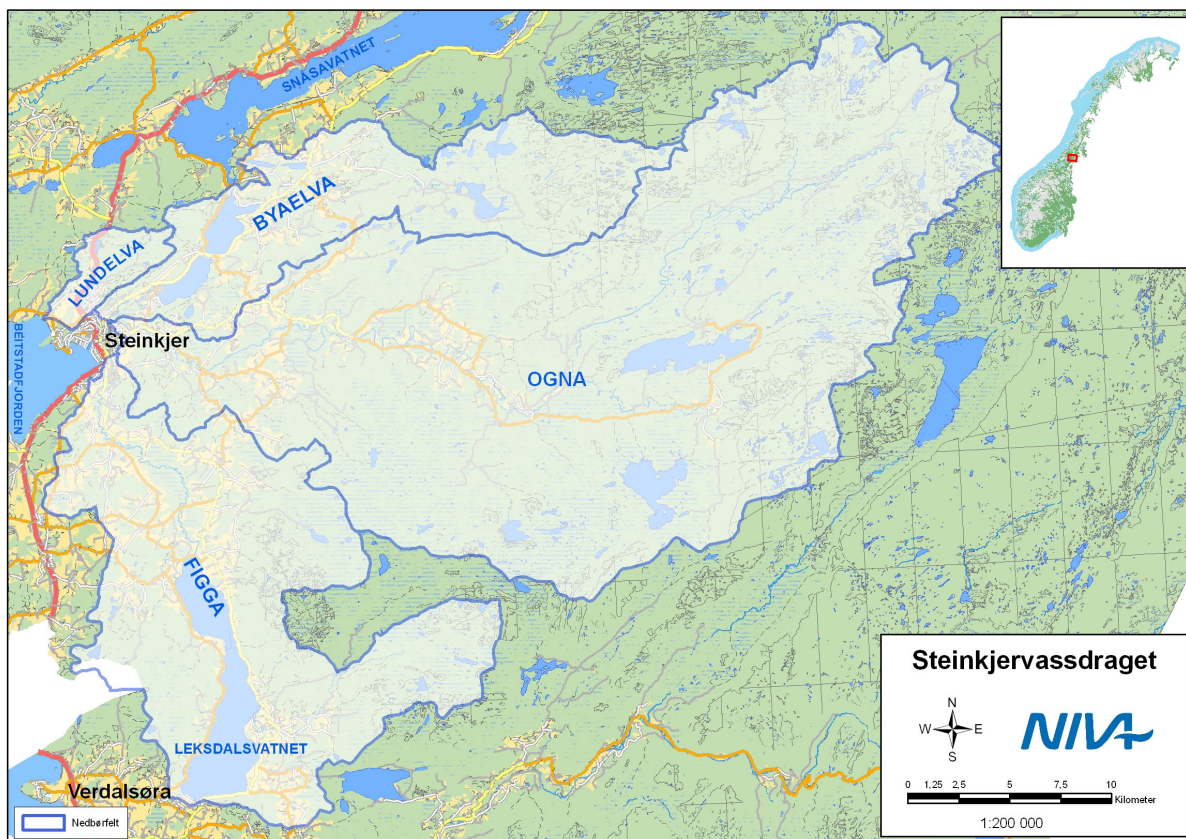 SNÅSAVATNET
BYAELVA
LUNDELVA
Steinkjer
BEITSTADFJORDEN
OGNA
FIGGA
LEKSDALSVATNET
Verdalsøra
Nedbørfelt
Steinkjervassdraget
N
W E
S
NIVA
0 1,25 2,5 5 7,5 10
Kilometer
1:200 000